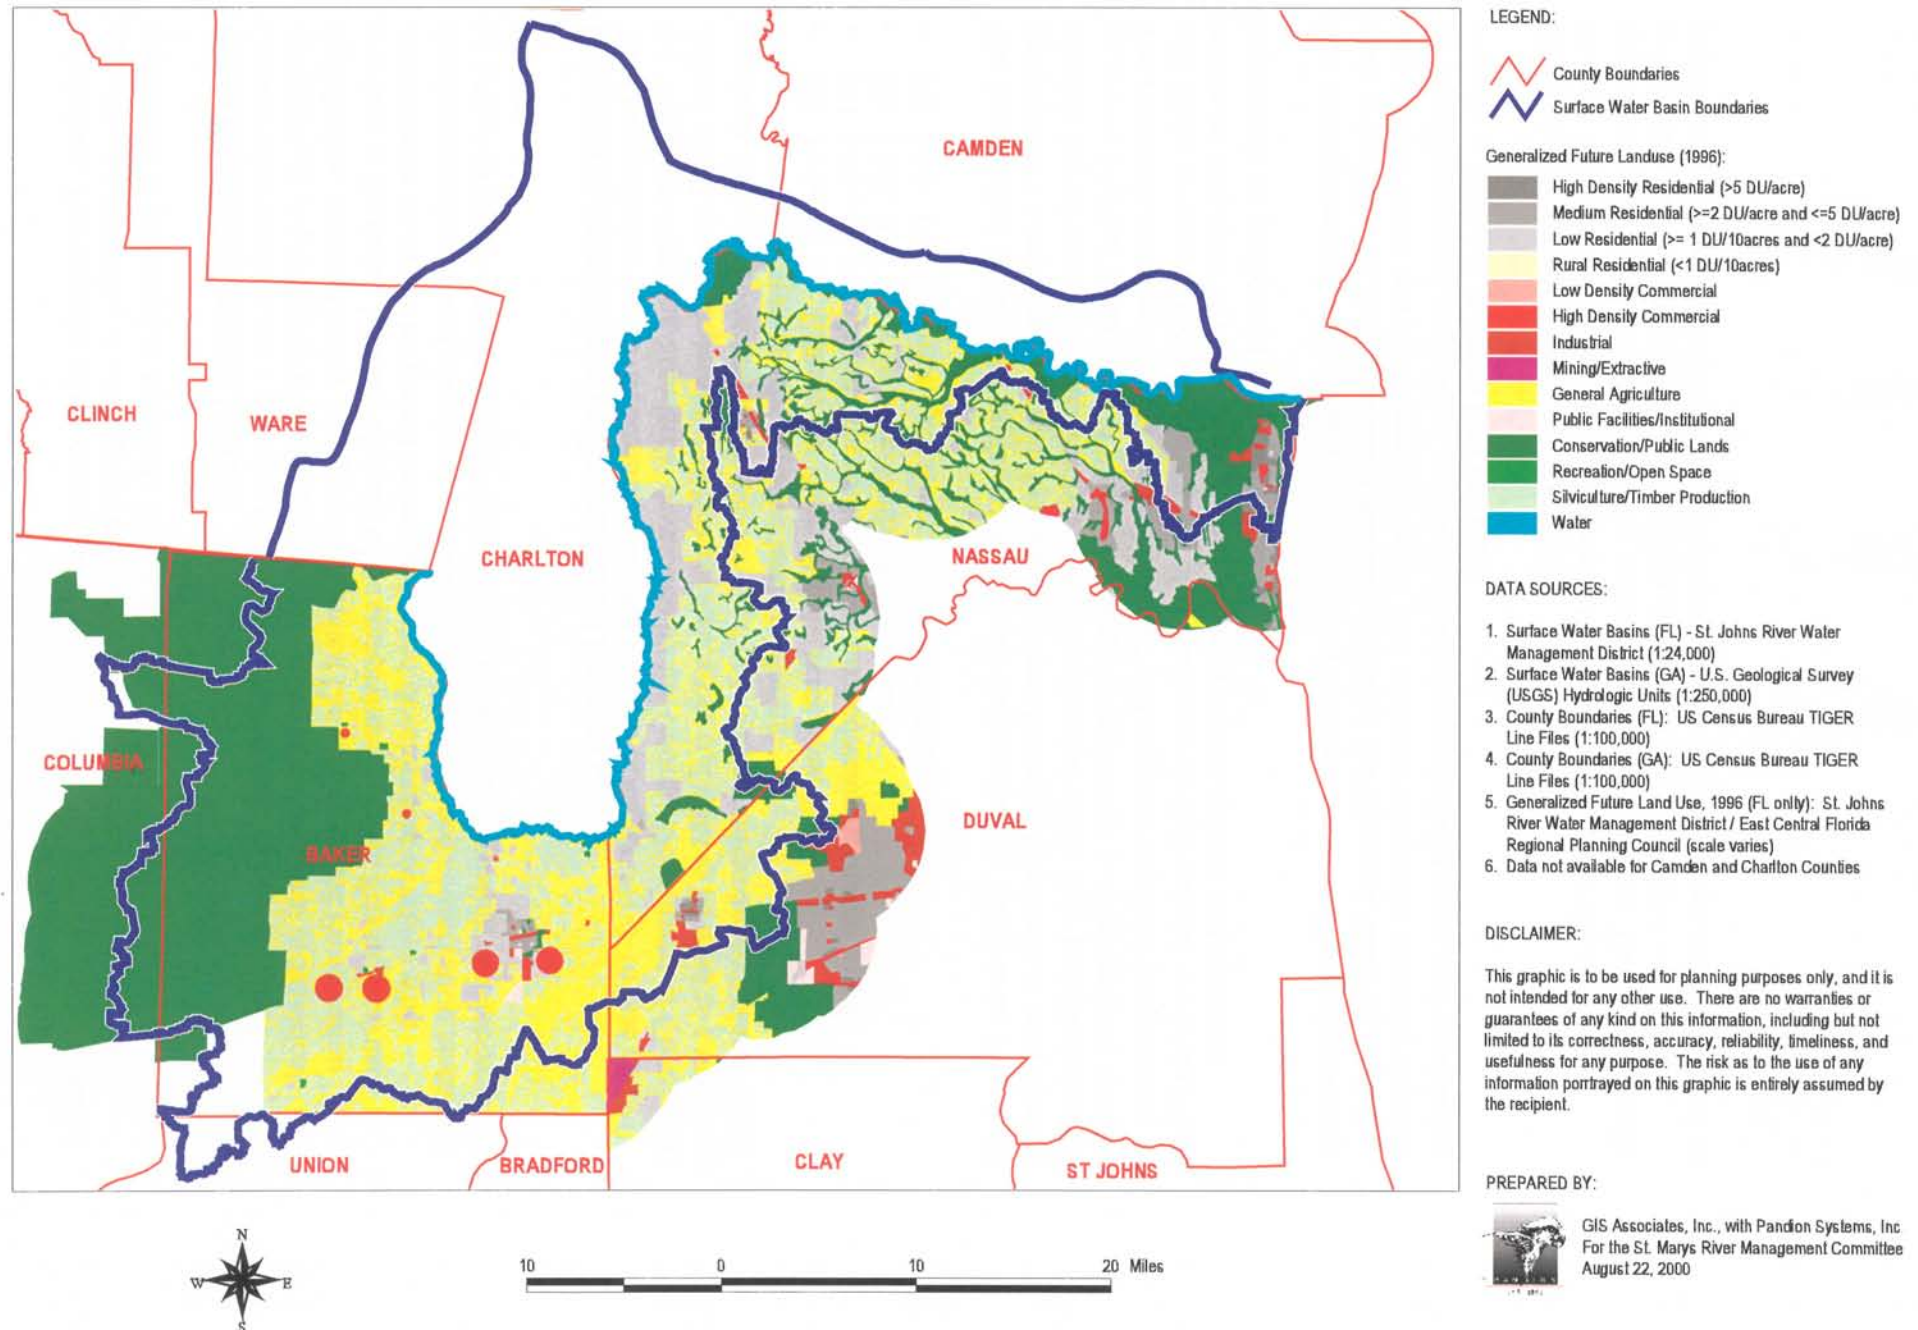 CAMDEN
CLINCH
WARE
CHARLTON
NASSAU
COLUMBIA
BAKER
DUVAL
UNION
BRADFORD
CLAY
ST JOHNS
N
W
E
S
10
0
10
20 Miles
LEGEND:
County Boundaries
Surface Water Basin Boundaries
Generalized Future Landuse (1996):
High Density Residential (>5 DU/acre)
Medium Residential (>=2 DU/acre and <=5 DU/acre)
Low Residential (>= 1 DU/10acres and <2 DU/acre)
Rural Residential (<1 DU/10acres)
Low Density Commercial
High Density Commercial
Industrial
Mining/Extractive
General Agriculture
Public Facilities/Institutional
Conservation/Public Lands
Recreation/Open Space
Silviculture/Timber Production
Water
DATA SOURCES:
1. Surface Water Basins (FL) - St. Johns River Water
Management District (1:24,000)
2. Surface Water Basins (GA) - U.S. Geological Survey
(USGS) Hydrologic Units (1:250,000)
3. County Boundaries (FL): US Census Bureau TIGER
Line Files (1:100,000)
4. County Boundaries (GA): US Census Bureau TIGER
Line Files (1:100,000)
5. Generalized Future Land Use, 1996 (FL onlly): St. Johns
River Water Management District / East Central Florida
Regional Planning Council (scale varies)
6. Data not available for Camden and Charlton Counties
DISCLAIMER:
This graphic is to be used for planning purposes only, and it is
not intended for any other use. There are no warranties or
guarantees of any kind on this information, including but not
limited to its correctness, accuracy, reliability, timeliness, and
usefulness for any purpose. The risk as to the use of any
information portrayed on this graphic is entirely assumed by
the recipient.
PREPARED BY:
GIS Associates, Inc., with Pandion Systems, Inc
For the St. Marys River Management Committee
August 22, 2000